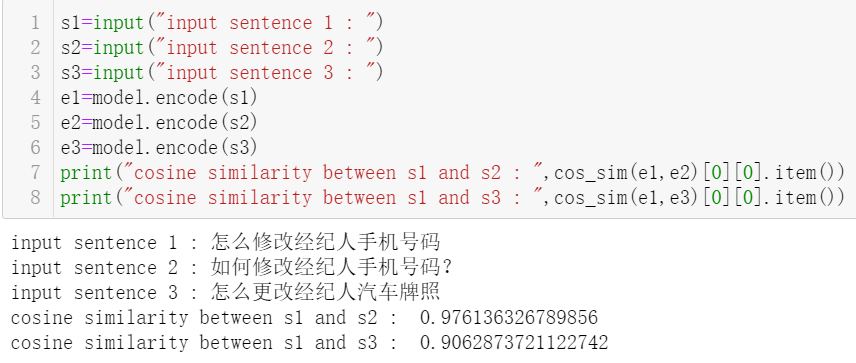 1 s1=input("input sentence 1 : ")
2 s2=input("input sentence 2 : ")
3 s3=input("input sentence 3 : ")
4 e1=model.encode(s1)
5 e2=model.encode(s2)
6 e3=model.encode(s3)
7 print("cosine similarity between s1 and s2 : ",cos_sim(e1,e2)[0][0].item())
8 print("cosine similarity between s1 and s3 : ",cos_sim(e1,e3)[0][0].item())
input sentence 1 : 怎么修改经纪人手机号码
input sentence 2 : 如何修改经纪人手机号码?
input sentence 3 : 怎么更改经纪人汽车牌照
cosine similarity between s1 and s2 :  0.976136326789856
cosine similarity between s1 and s3 :  0.9062873721122742